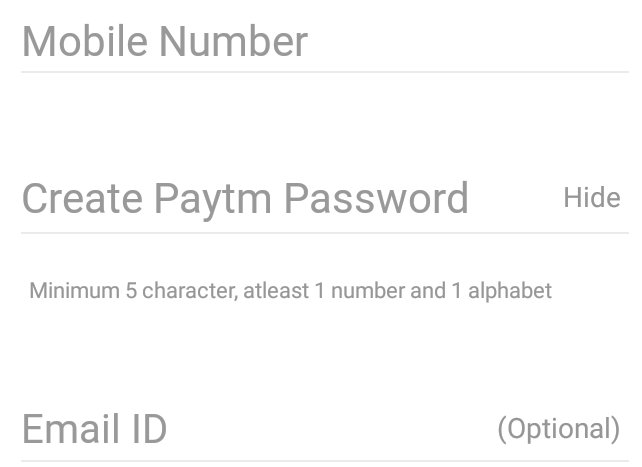 Mobile Number
Create Paytm Password Hide
Minimum 5 character, atleast 1 number and 1 alphabet
Email ID (Optional)